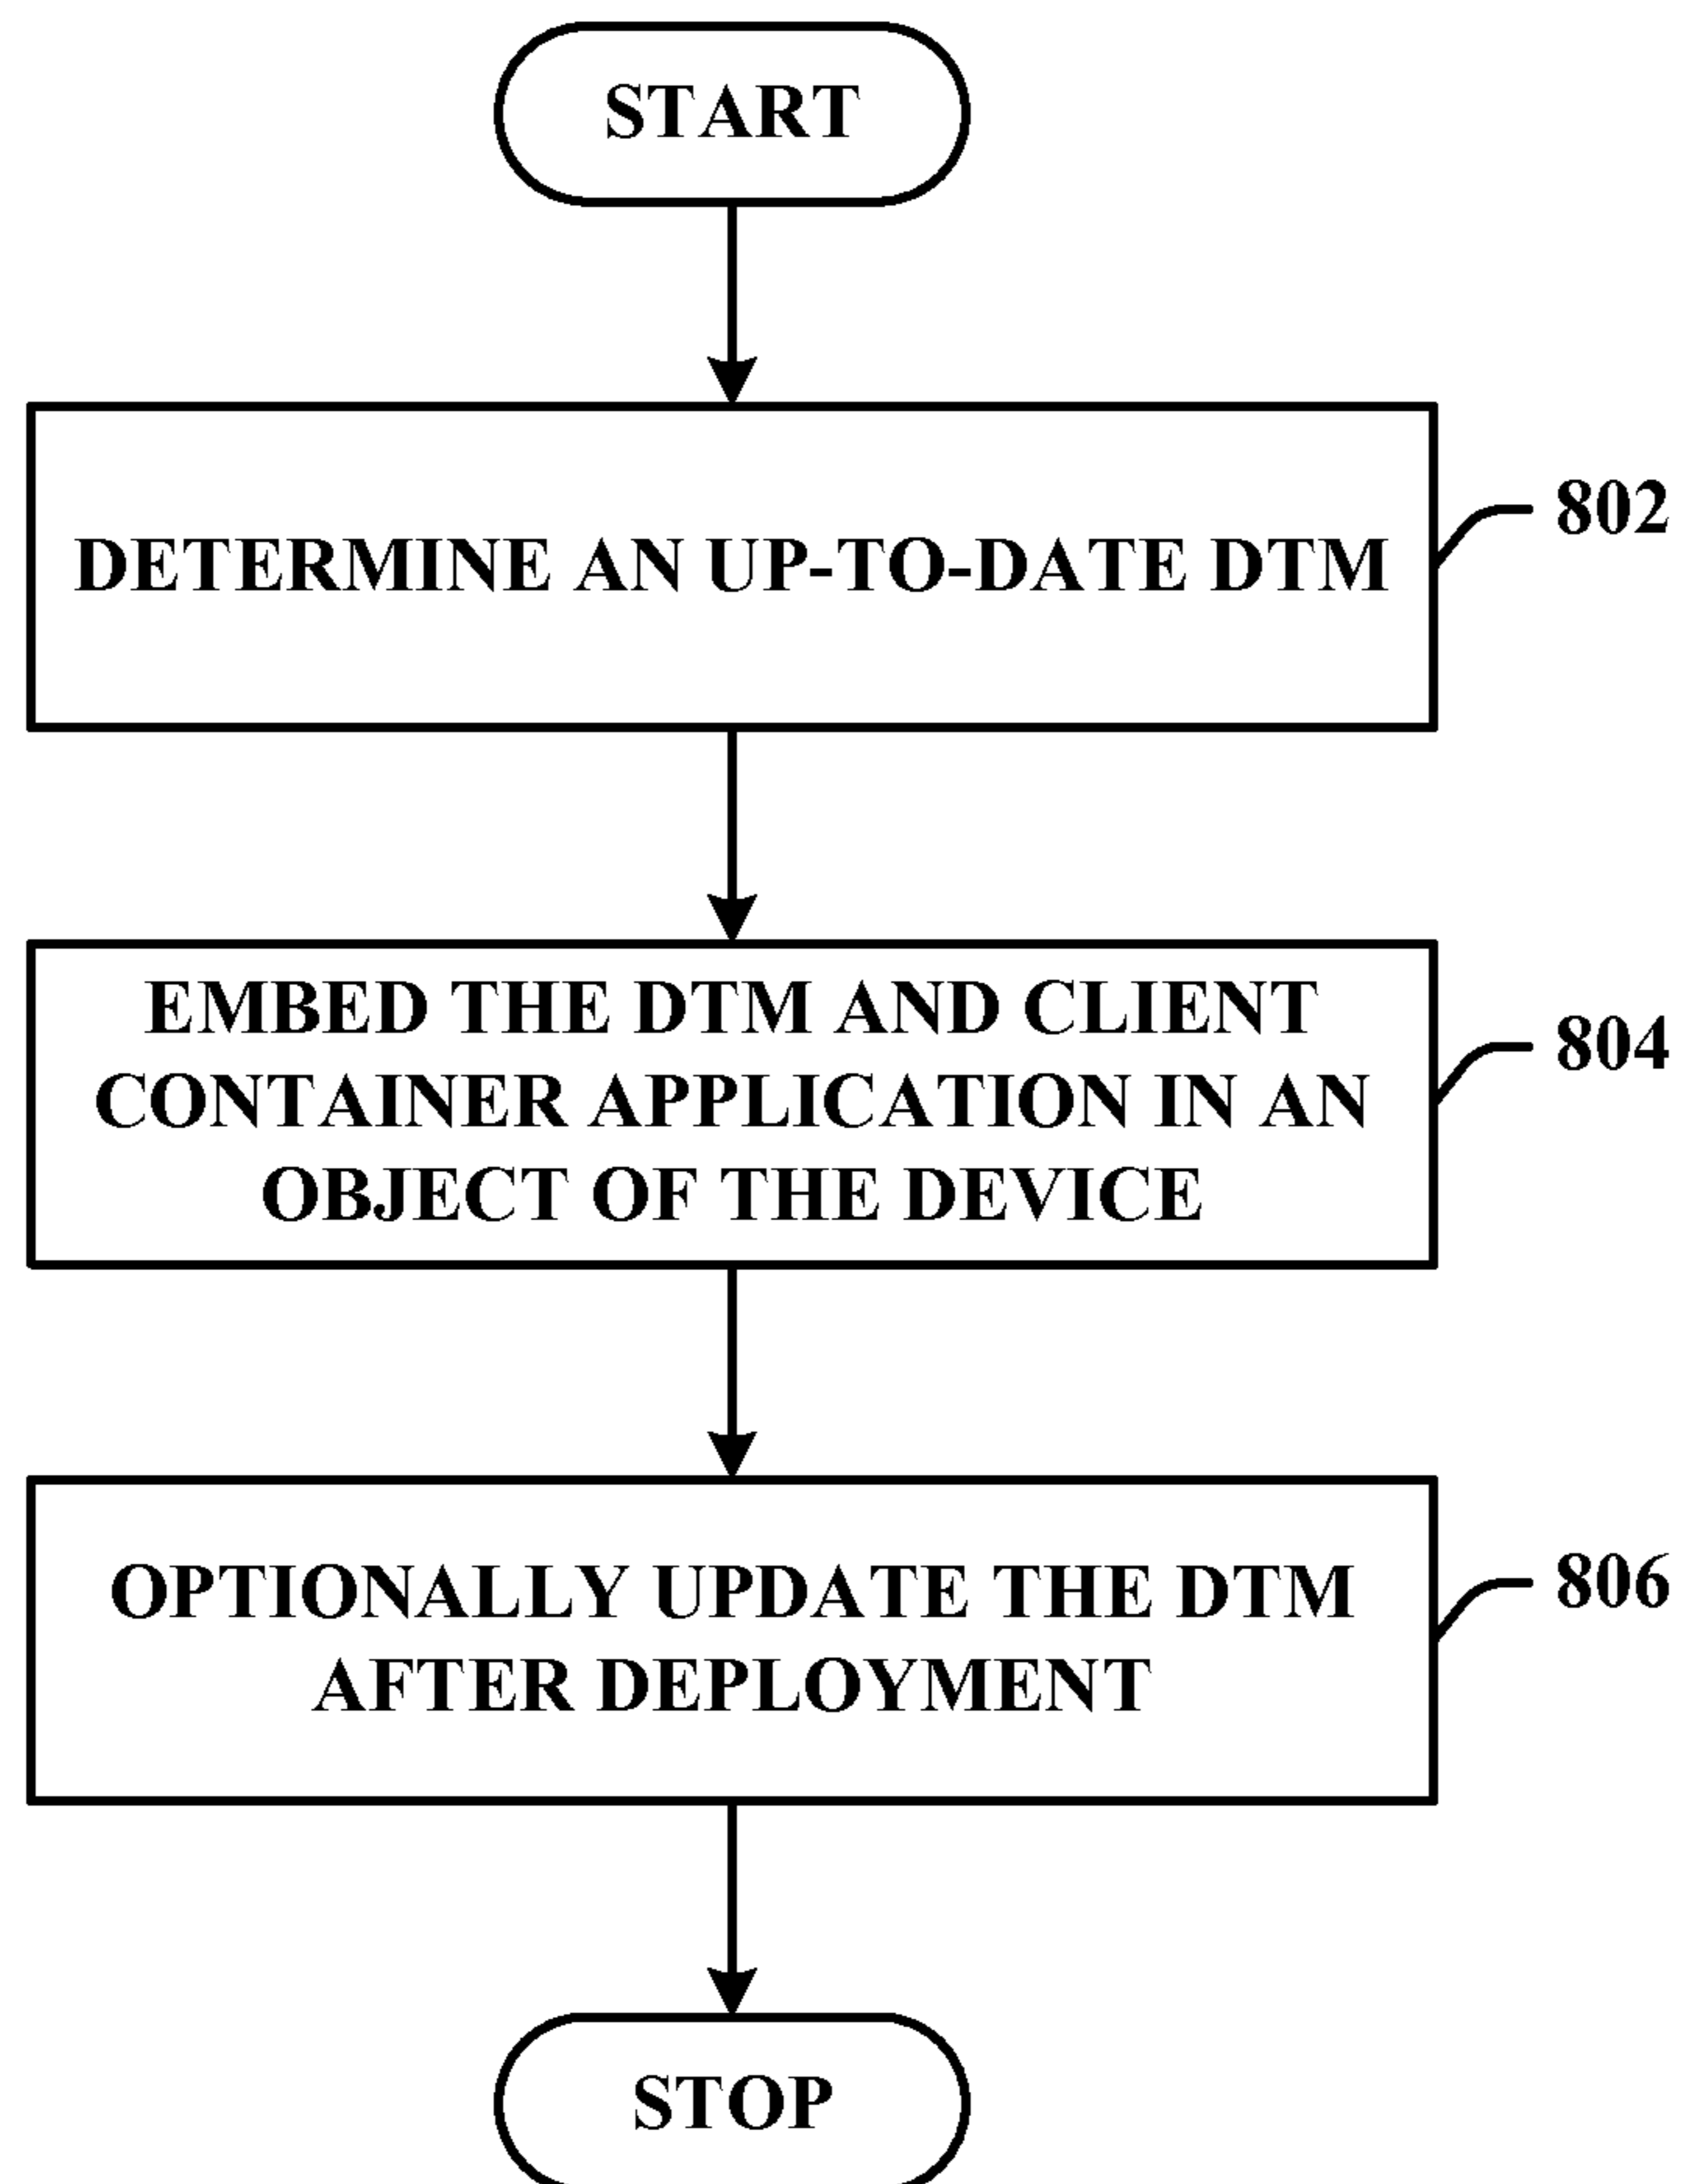 START
DETERMINE AN UP-TO-DATE DTM
802
EMBED THE DTM AND CLIENT
CONTAINER APPLICATION IN AN
OBJECT OF THE DEVICE
804
OPTIONALLY UPDATE THE DTM
AFTER DEPLOYMENT
806
STOP